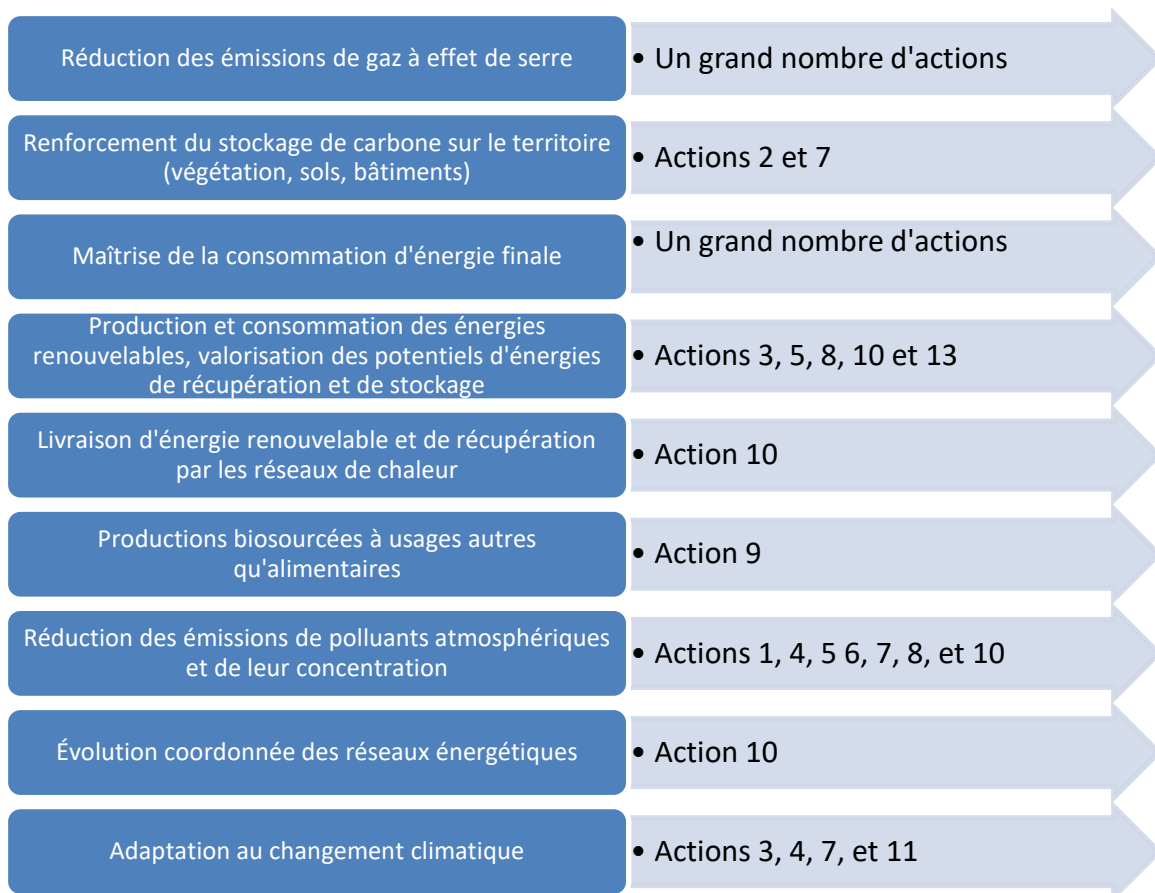 Réduction des émissions de gaz à effet de serre
• Un grand nombre d'actions
Renforcement du stockage de carbone sur le territoire
(végétation, sols, bâtiments)
• Actions 2 et 7
Maîtrise de la consommation d'énergie finale
• Un grand nombre d'actions
Production et consommation des énergies
renouvelables, valorisation des potentiels d'énergies
de récupération et de stockage
• Actions 3, 5, 8, 10 et 13
Livraison d'énergie renouvelable et de récupération
par les réseaux de chaleur
• Action 10
Productions biosourcées à usages autres
qu'alimentaires
• Action 9
Réduction des émissions de polluants atmosphériques
et de leur concentration
• Actions 1, 4, 5 6, 7, 8, et 10
Évolution coordonnée des réseaux énergétiques
• Action 10
Adaptation au changement climatique
• Actions 3, 4, 7, et 11